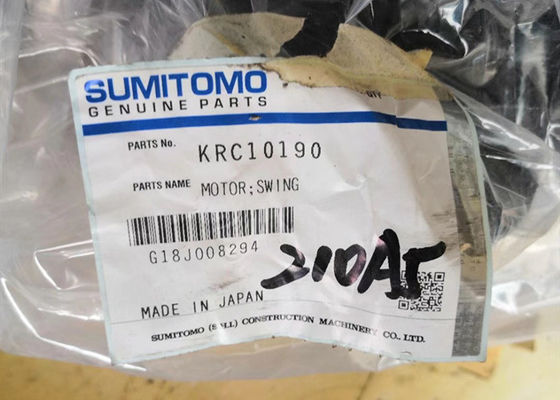 SUMITOMO
GENUINE PARTS
QTY
PARTS No. KRC10190
PARTS NAME MOTOR;SWING
G18J008294
210A5
MADE IN JAPAN
SUMITOMO (S.H.I.) CONSTRUCTION MACHINERY CO., LTD.